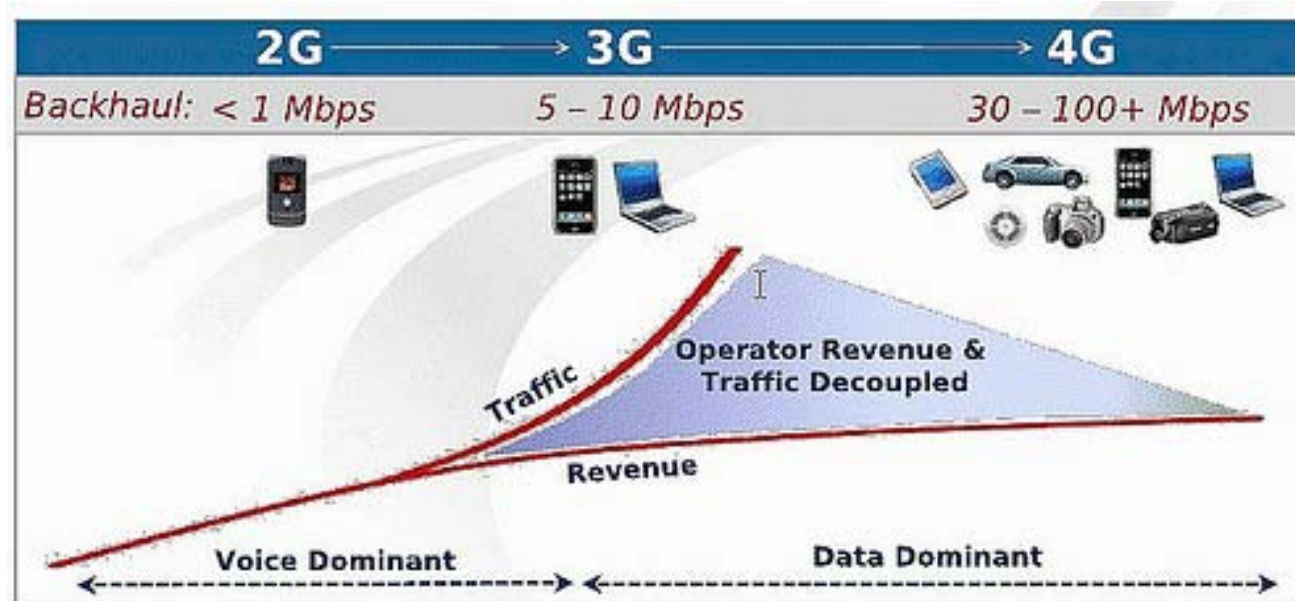 2G 3G 4G
Backhaul: < 1 Mbps 5 – 10 Mbps 30 – 100+ Mbps
Operator Revenue &
Traffic Decoupled
Traffic
Revenue
Voice Dominant Data Dominant